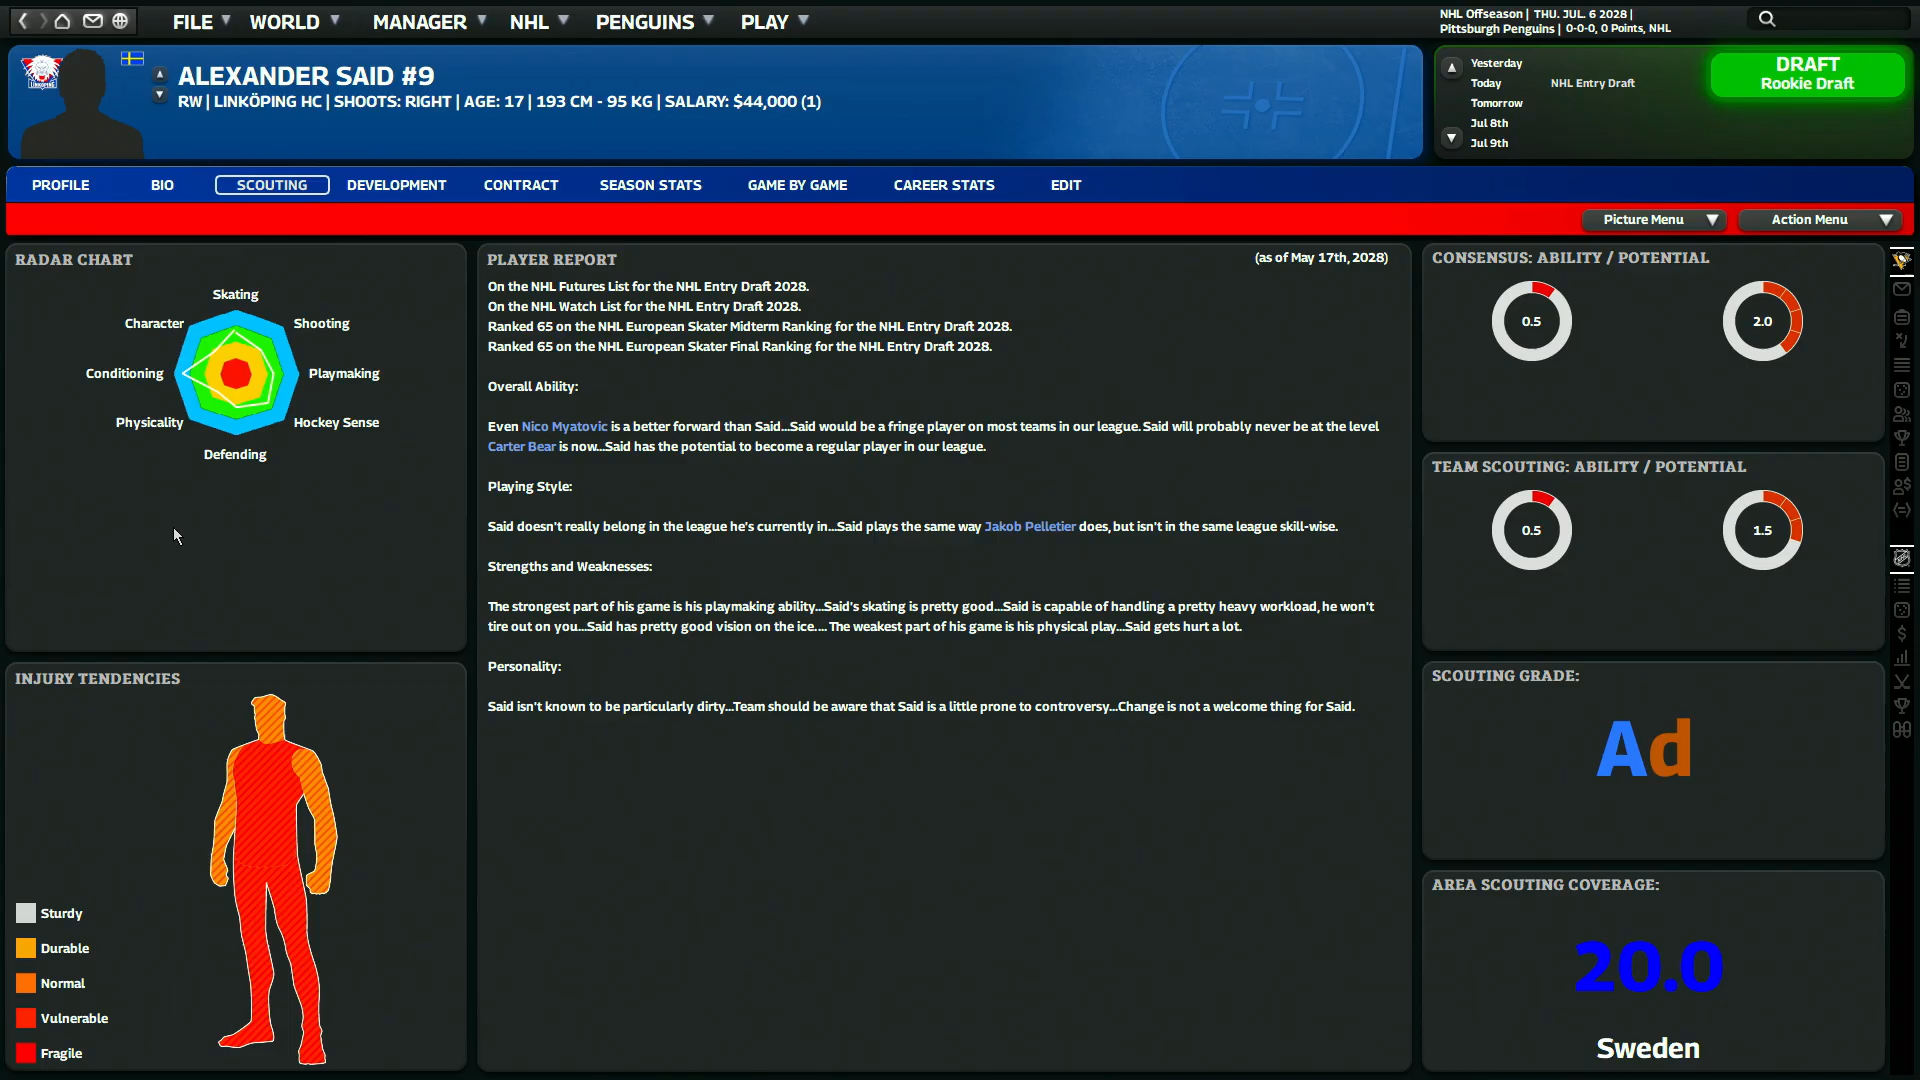 FILE WORLD MANAGER NHL PENGUINS PLAY
NHL Offseason | THU. JUL. 6 2028 |
Pittsburgh Penguins | 0-0-0, 0 Points, NHL
ALEXANDER SAID #9
RW | LINKÖPING HC | SHOOTS: RIGHT | AGE: 17 | 193 CM - 95 KG | SALARY: $44,000 (1)
Yesterday
Today NHL Entry Draft
Tomorrow
Jul 8th
Jul 9th
DRAFT
Rookie Draft
PROFILE BIO SCOUTING DEVELOPMENT CONTRACT SEASON STATS GAME BY GAME CAREER STATS EDIT
Picture Menu Action Menu
RADAR CHART
Skating
Character Shooting
Conditioning Playmaking
Physicality Hockey Sense
Defending
INJURY TENDENCIES
Sturdy
Durable
Normal
Vulnerable
Fragile
PLAYER REPORT (as of May 17th, 2028)
On the NHL Futures List for the NHL Entry Draft 2028.
On the NHL Watch List for the NHL Entry Draft 2028.
Ranked 65 on the NHL European Skater Midterm Ranking for the NHL Entry Draft 2028.
Ranked 65 on the NHL European Skater Final Ranking for the NHL Entry Draft 2028.
Overall Ability:
Even Nico Myatovic is a better forward than Said...Said would be a fringe player on most teams in our league. Said will probably never be at the level
Carter Bear is now...Said has the potential to become a regular player in our league.
Playing Style:
Said doesn't really belong in the league he's currently in...Said plays the same way Jakob Pelletier does, but isn't in the same league skill-wise.
Strengths and Weaknesses:
The strongest part of his game is his playmaking ability...Said's skating is pretty good...Said is capable of handling a pretty heavy workload, he won't
tire out on you...Said has pretty good vision on the ice.... The weakest part of his game is his physical play...Said gets hurt a lot.
Personality:
Said isn't known to be particularly dirty...Team should be aware that Said is a little prone to controversy...Change is not a welcome thing for Said.
CONSENSUS: ABILITY / POTENTIAL
0.5 2.0
TEAM SCOUTING: ABILITY / POTENTIAL
0.5 1.5
SCOUTING GRADE:
Ad
AREA SCOUTING COVERAGE:
20.0
Sweden